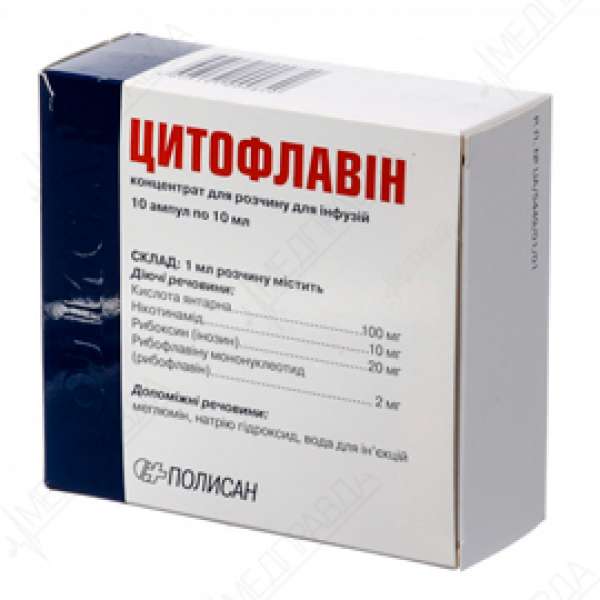 ЦИТОФЛАВІН
концентрат для розчину для інфузій
10 ампул по 10 мл
СКЛАД: 1 мл розчину містить
Діючі речовини:
Кислота янтарна 100 мг
Нікотинамід 10 мг
Рибоксин (інозин) 20 мг
Рибофлавіну мононуклеотид
(рибофлавін) 2 мг
Допоміжні речовини:
меглюмін, натрію гідроксид, вода для ін'єкцій
ПОЛИСАН
МЕДПРАВДА